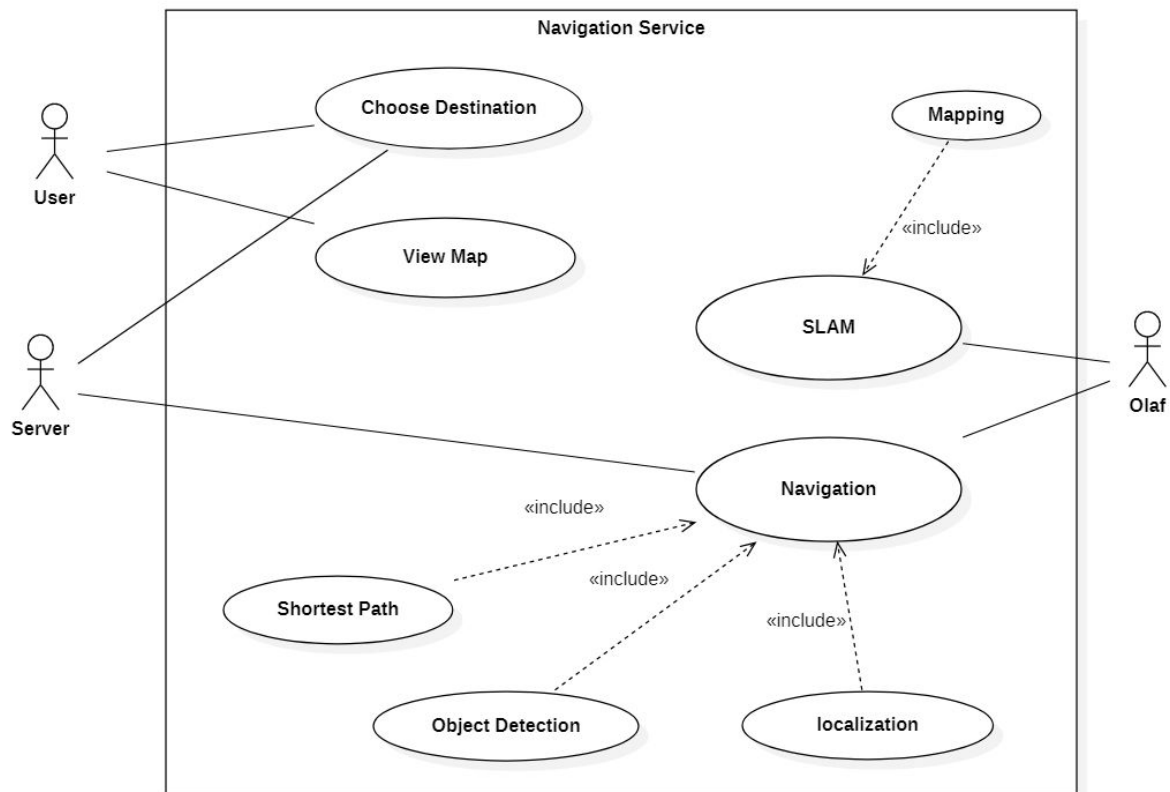 Navigation Service
Choose Destination
Mapping
User
«include»
View Map
SLAM
Server
Olaf
Navigation
«include»
«include»
Shortest Path
«include»
Object Detection
localization